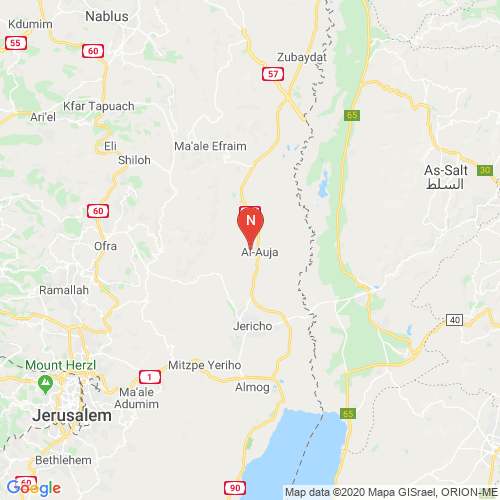 Kdumim
Nablus
55
60
Zubaydat
57
Kfar Tapuach
65
Ari'el
60
Eli
Shiloh
Ma'ale Efraim
As-Salt
السلط
30
60
N
Ofra
Al-Auja
Ramallah
Jericho
40
Mount Herzl
Mitzpe Yeriho
1
Almog
Ma'ale
Adumim
Jerusalem
65
Bethlehem
60
90
Google
Map data ©2020 Mapa GISrael, ORION-ME